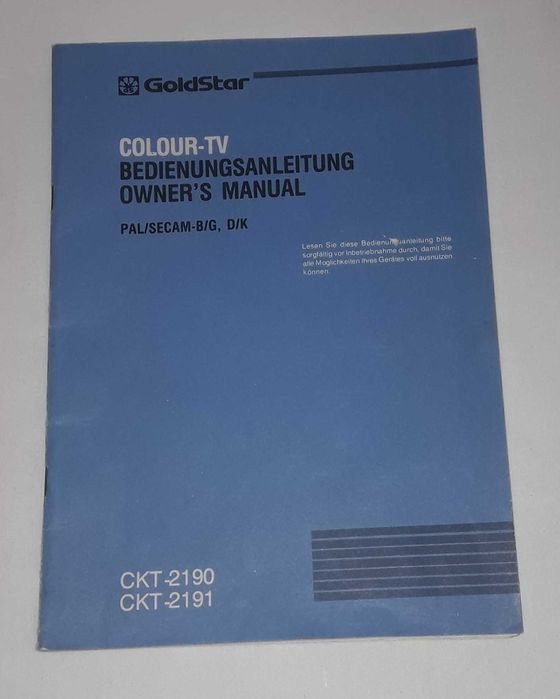 GoldStar
COLOUR-TV
BEDIENUNGSANLEITUNG
OWNER'S MANUAL
PAL/SECAM-B/G, D/K
Lesen Sie diese Bedienungsanleitung bitte
sorgfältig vor Inbetriebnahme durch, damit Sie
alle Möglichkeiten Ihres Gerätes voll ausnutzen
können.
CKT-2190
CKT-2191